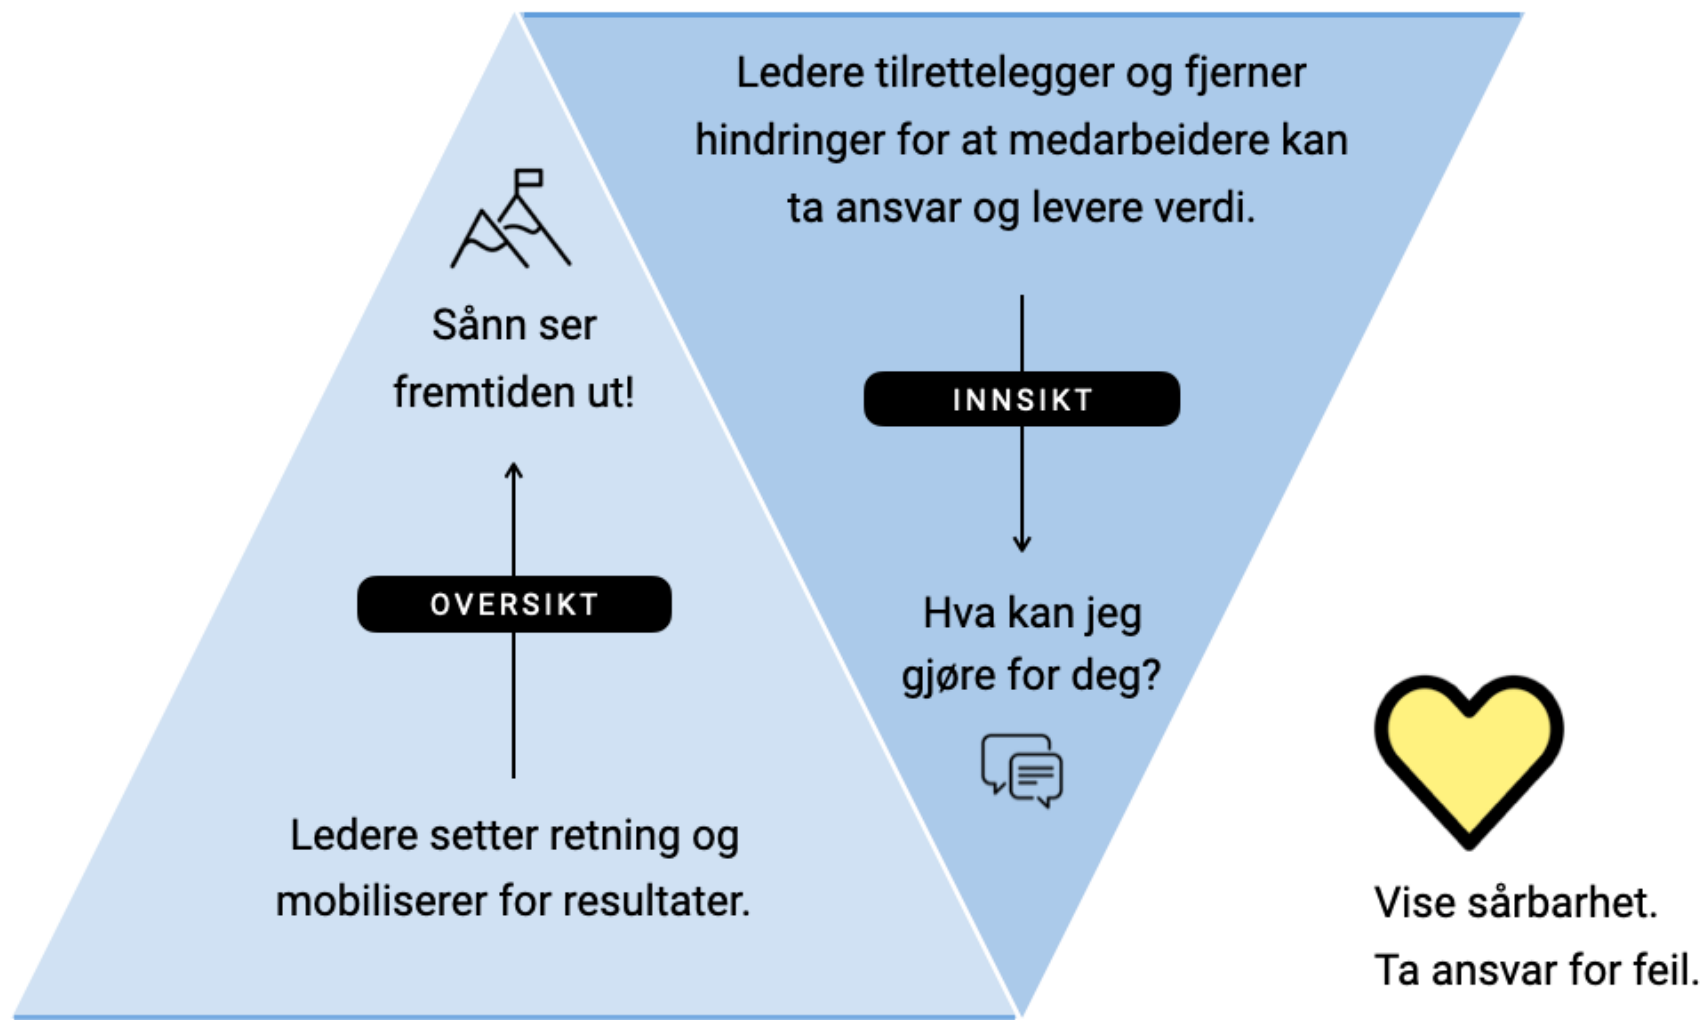 Sånn ser
fremtiden ut!
OVERSIKT
Ledere setter retning og
mobiliserer for resultater.
Ledere tilrettelegger og fjerner
hindringer for at medarbeidere kan
ta ansvar og levere verdi.
INNSIKT
Hva kan jeg
gjøre for deg?
Vise sårbarhet.
Ta ansvar for feil.